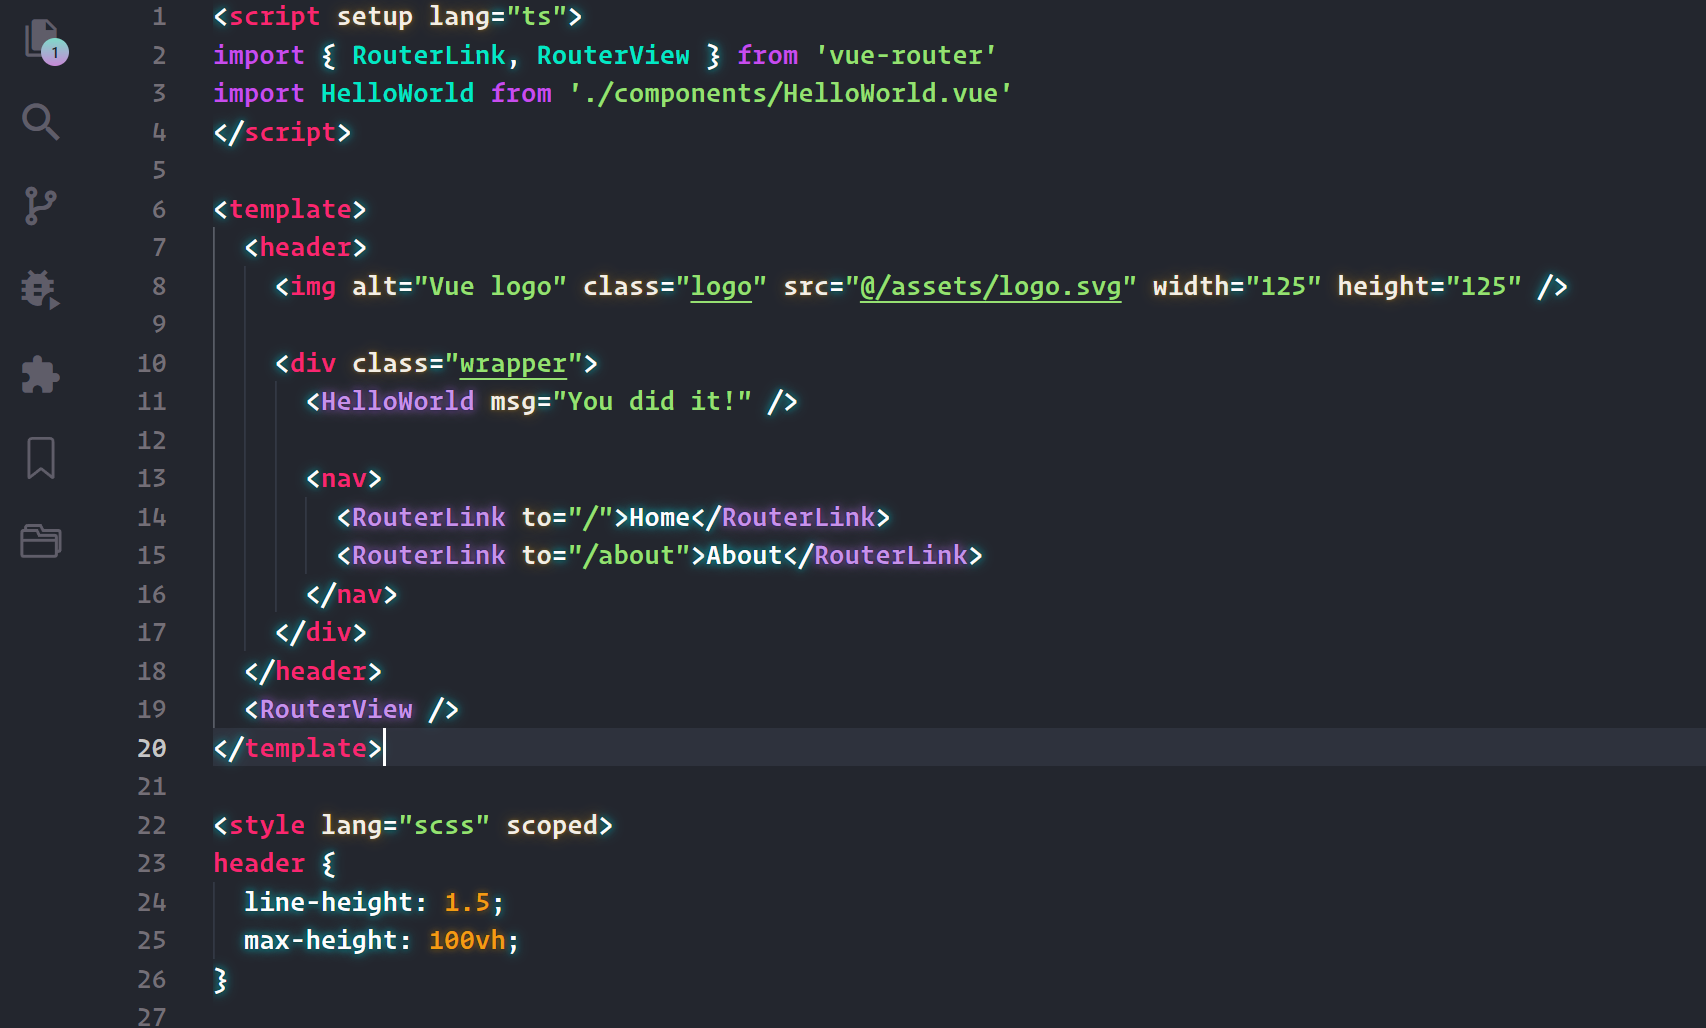 1 <script setup lang="ts">
2 import { RouterLink, RouterView } from 'vue-router'
3 import HelloWorld from './components/HelloWorld.vue'
4 </script>
5
6 <template>
7   <header>
8     <img alt="Vue logo" class="logo" src="@/assets/logo.svg" width="125" height="125" />
9
10     <div class="wrapper">
11       <HelloWorld msg="You did it!" />
12
13       <nav>
14         <RouterLink to="/">Home</RouterLink>
15         <RouterLink to="/about">About</RouterLink>
16       </nav>
17     </div>
18   </header>
19   <RouterView />
20 </template>
21
22 <style lang="scss" scoped>
23 header {
24   line-height: 1.5;
25   max-height: 100vh;
26 }
27
1